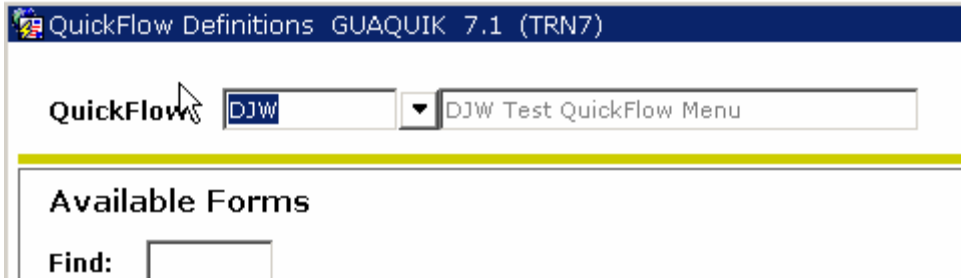 QuickFlow Definitions GUAQUIK 7.1 (TRN7)
QuickFlow DJW DJW Test QuickFlow Menu
Available Forms
Find: